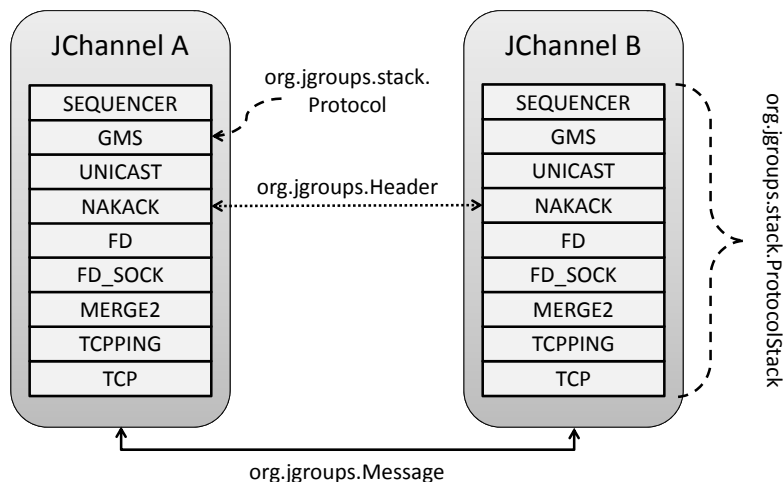 JChannel A
SEQUENCER
GMS
UNICAST
NAKACK
FD
FD_SOCK
MERGE2
TCPPING
TCP
org.jgroups.stack.
Protocol
org.jgroups.Header
JChannel B
SEQUENCER
GMS
UNICAST
NAKACK
FD
FD_SOCK
MERGE2
TCPPING
TCP
org.jgroups.stack.ProtocolStack
org.jgroups.Message